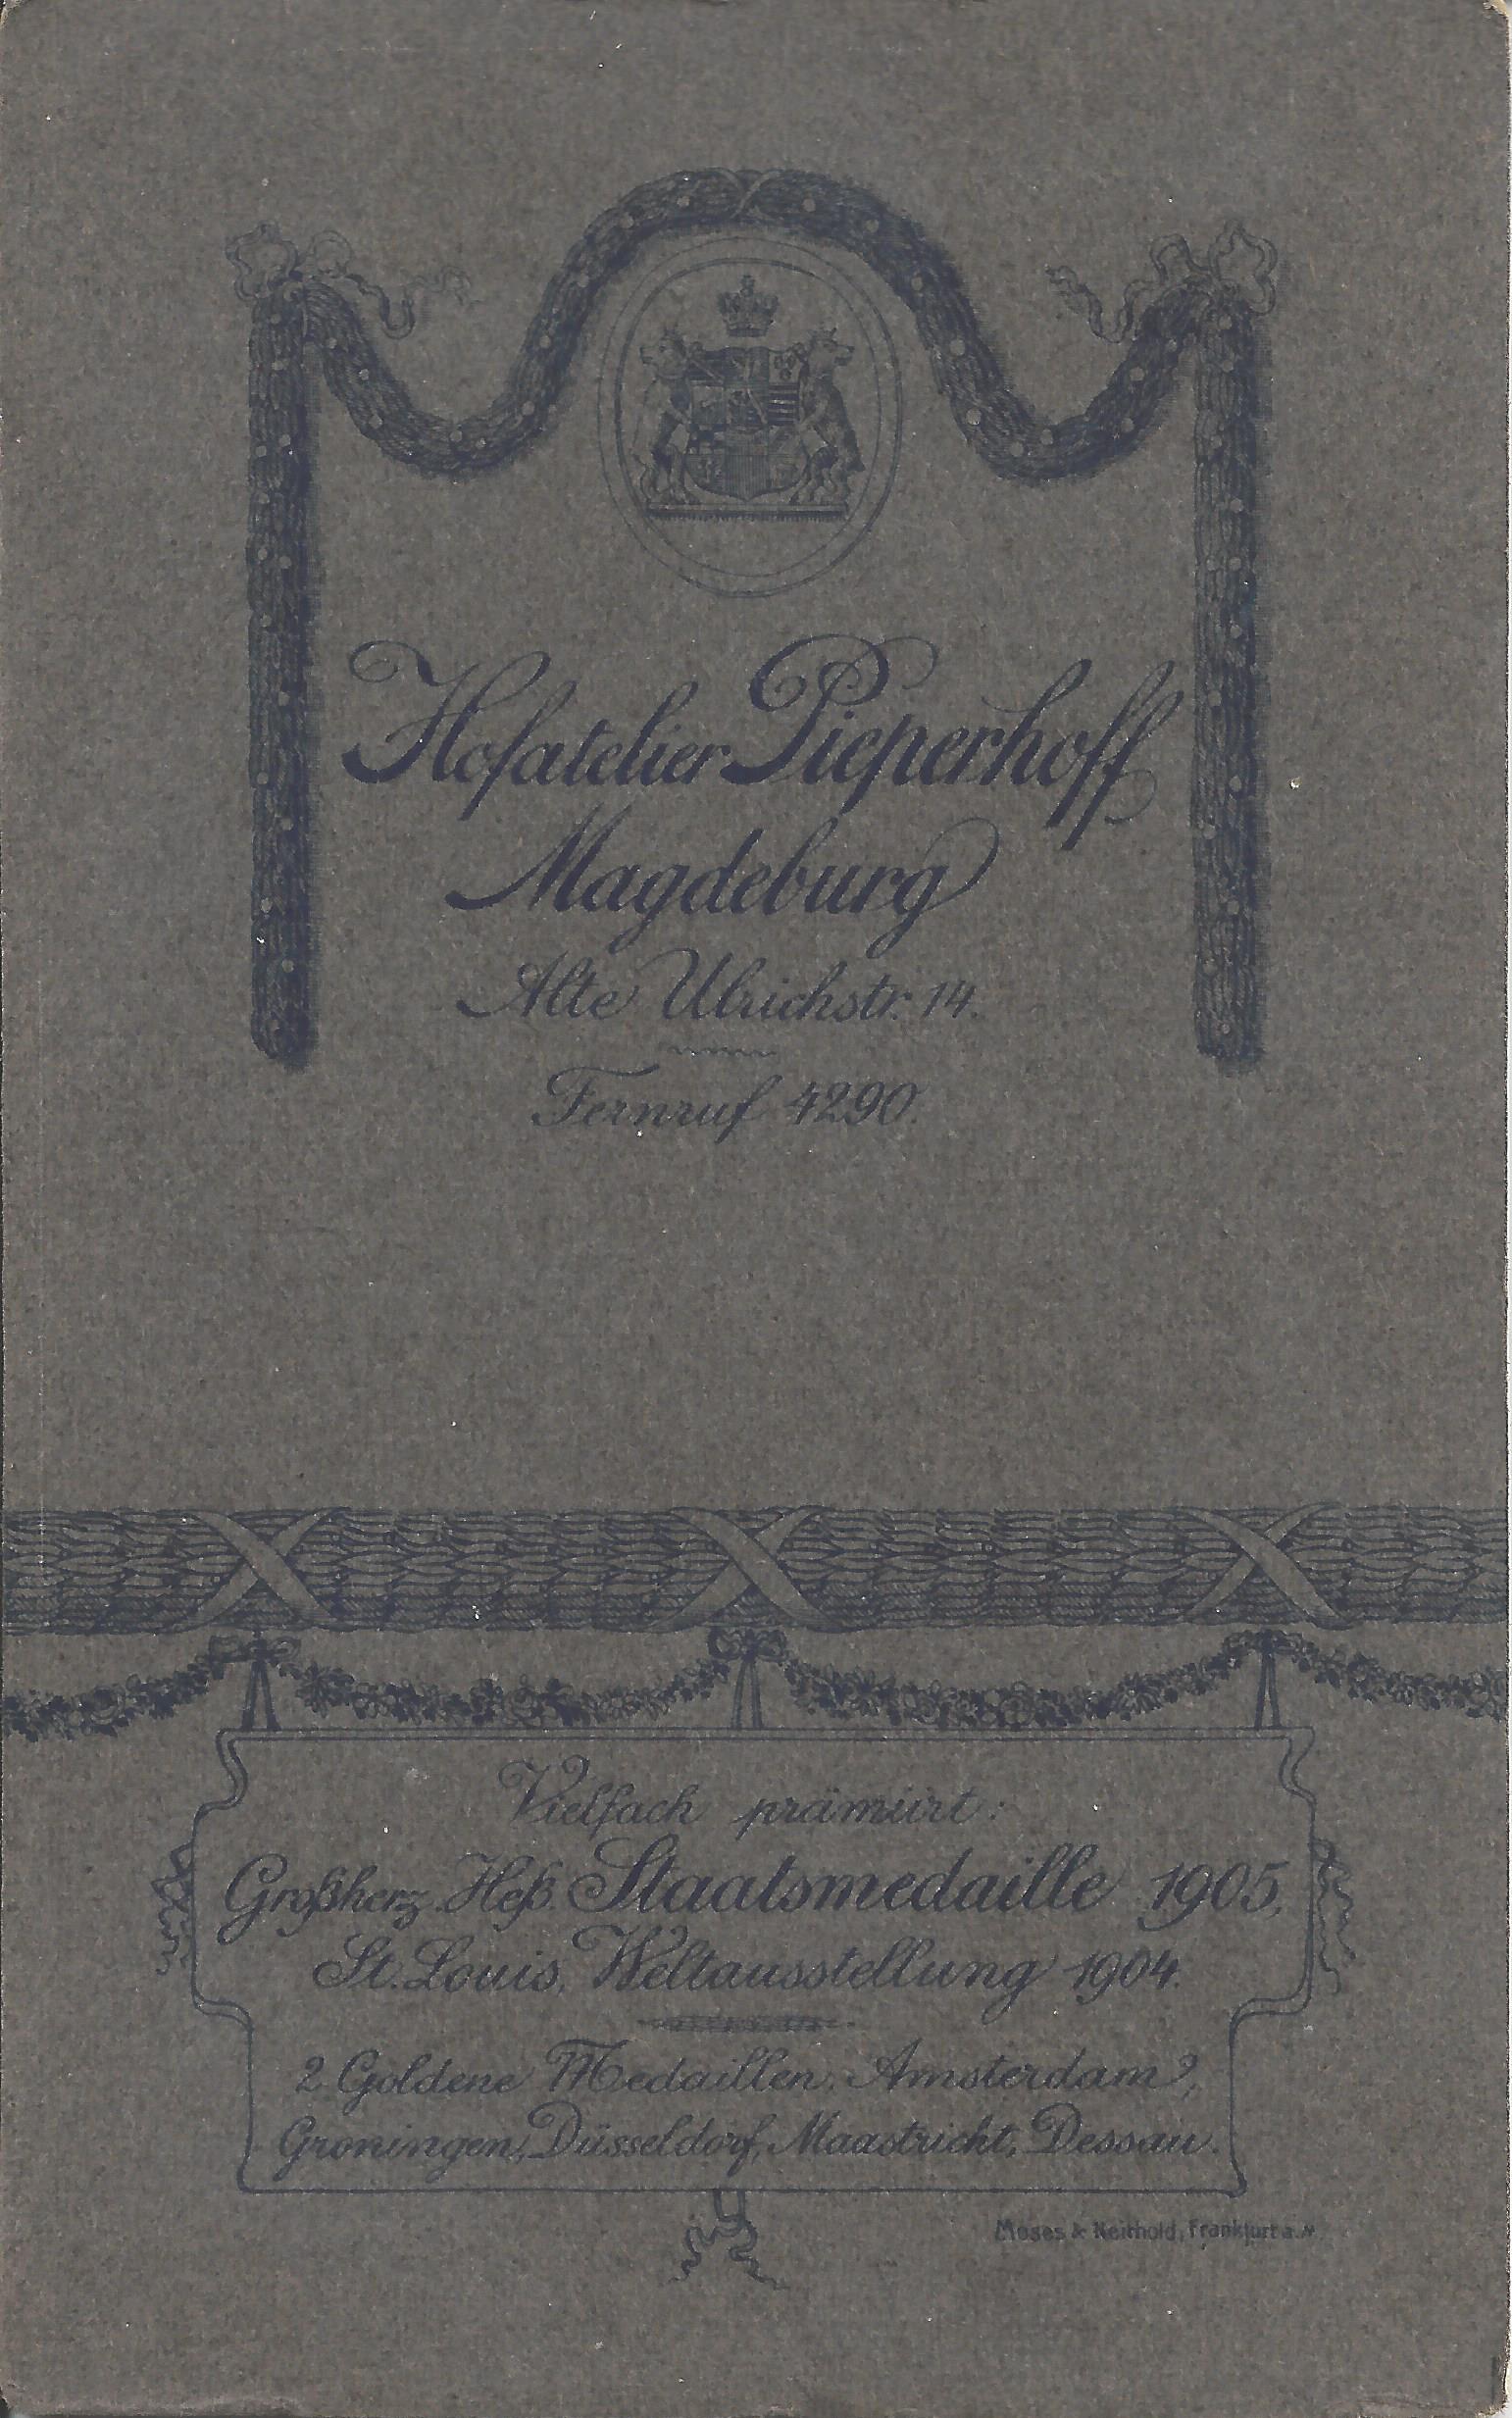 Hofatelier Pieperhoff
Magdeburg
Alte Ulrichstr. 14.
Fernruf 4290.
Vielfach prämiirt:
Großherz. Heß. Staatsmedaille 1905,
St. Louis, Weltausstellung 1904.
2 Goldene Medaillen, Amsterdam,
Groningen, Düsseldorf, Maastricht, Dessau.
Moses & Neithold, Frankfurt a. M